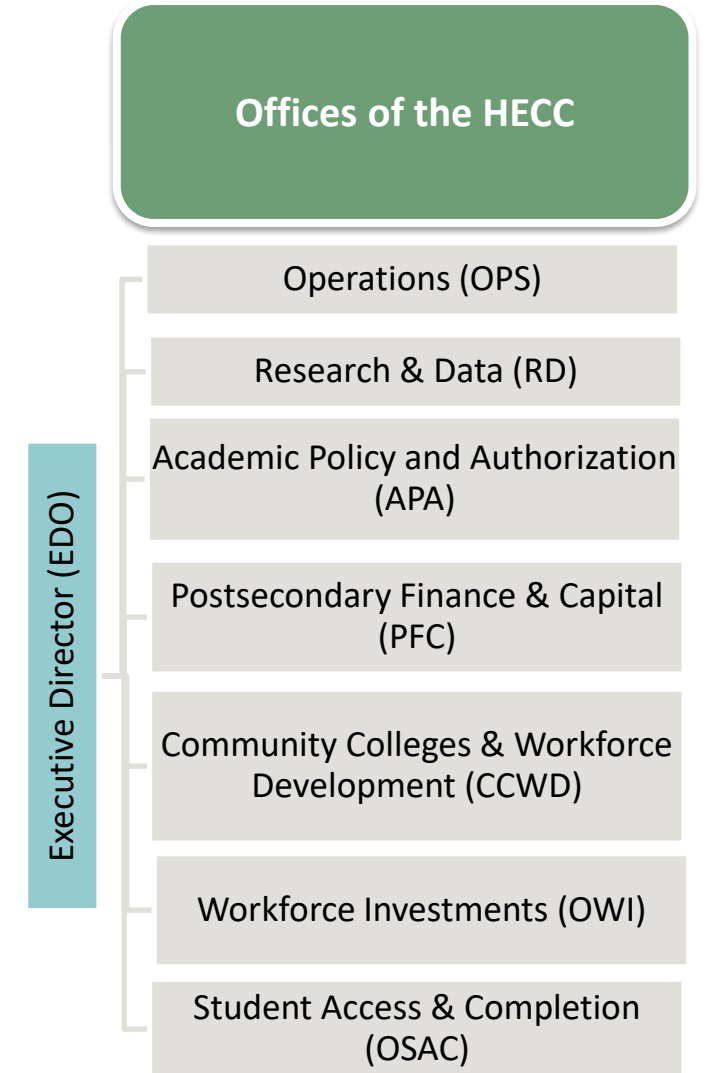 Offices of the HECC
Executive Director (EDO)
Operations (OPS)
Research & Data (RD)
Academic Policy and Authorization
(APA)
Postsecondary Finance & Capital
(PFC)
Community Colleges & Workforce
Development (CCWD)
Workforce Investments (OWI)
Student Access & Completion
(OSAC)